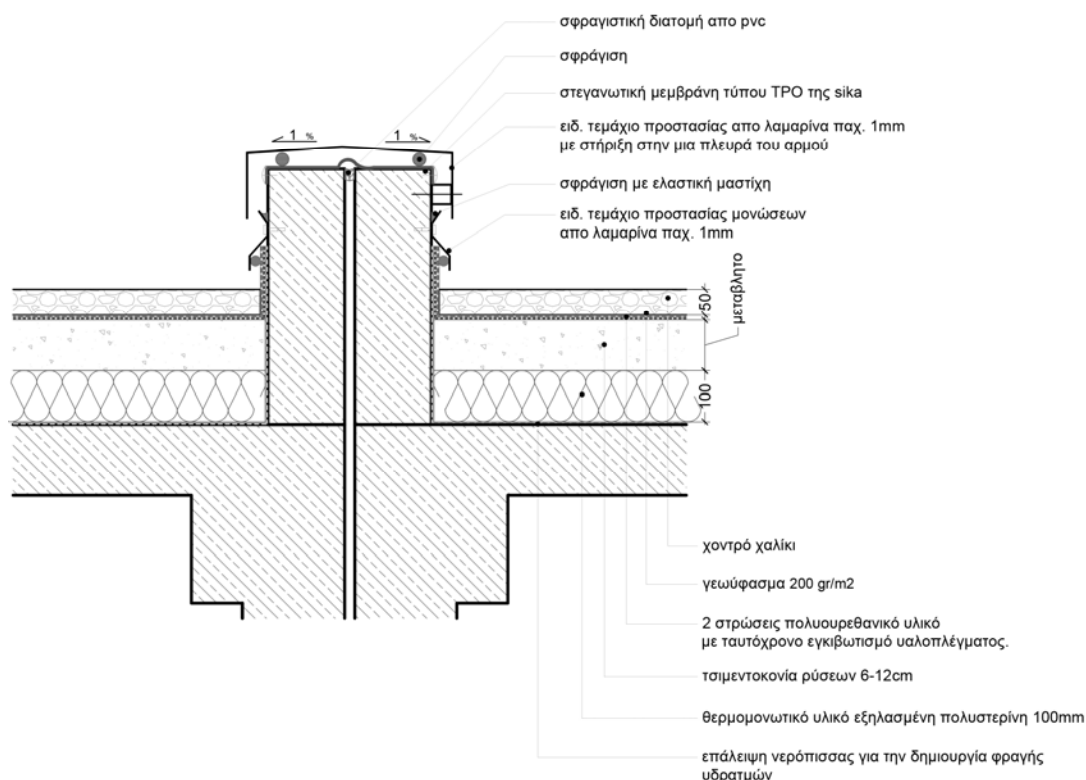 σφραγιστική διατομή απο pvc
σφράγιση
στεγανωτική μεμβράνη τύπου TPO της sika
ειδ. τεμάχιο προστασίας απο λαμαρίνα παχ. 1mm
με στήριξη στην μια πλευρά του αρμού
σφράγιση με ελαστική μαστίχη
ειδ. τεμάχιο προστασίας μονώσεων
απο λαμαρίνα παχ. 1mm
1 %
1 %
50
μεταβλητο
100
χοντρό χαλίκι
γεωύφασμα 200 gr/m2
2 στρώσεις πολυουρεθανικό υλικό
με ταυτόχρονο εγκιβωτισμό υαλοπλέγματος.
τσιμεντοκονία ρύσεων 6-12cm
θερμομονωτικό υλικό εξηλασμένη πολυστερίνη 100mm
επάλειψη νερόπισσας για την δημιουργία φραγής
υδρατμών